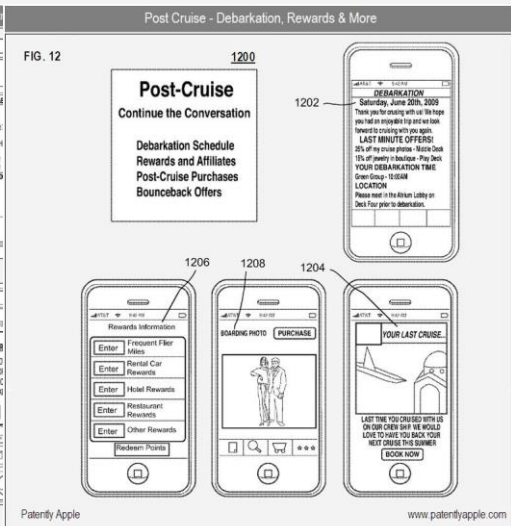 Post Cruise - Debarkation, Rewards & More
FIG. 12
1200
Post-Cruise
Continue the Conversation
Debarkation Schedule
Rewards and Affiliates
Post-Cruise Purchases
Bounceback Offers
1202
AT&T
DEBARKATION
Saturday, June 20th, 2009
Thank you for cruising with us! We hope
you had an enjoyable trip and we look
forward to cruising with you again.
LAST MINUTE OFFERS!
25% off my cruise photos - Middle Deck
15% off jewelry in boutique - Play Deck
YOUR DEBARKATION TIME
Green Group - 10:00AM
LOCATION
Please meet in the Atrium Lobby on
Deck Four prior to debarkation.
1206
AT&T
Rewards Information
Enter Frequent Flier
Miles
Enter Rental Car
Rewards
Enter Hotel Rewards
Enter Restaurant
Rewards
Enter Other Rewards
Redeem Points
1208
AT&T
BOARDING PHOTO PURCHASE
1204
AT&T
YOUR LAST CRUISE...
LAST TIME YOU CRUISED WITH US
ON OUR CREW SHIP. WE WOULD
LOVE TO HAVE YOU BACK YOUR
NEXT CRUISE THIS SUMMER
BOOK NOW
Patently Apple
www.patentlyapple.com